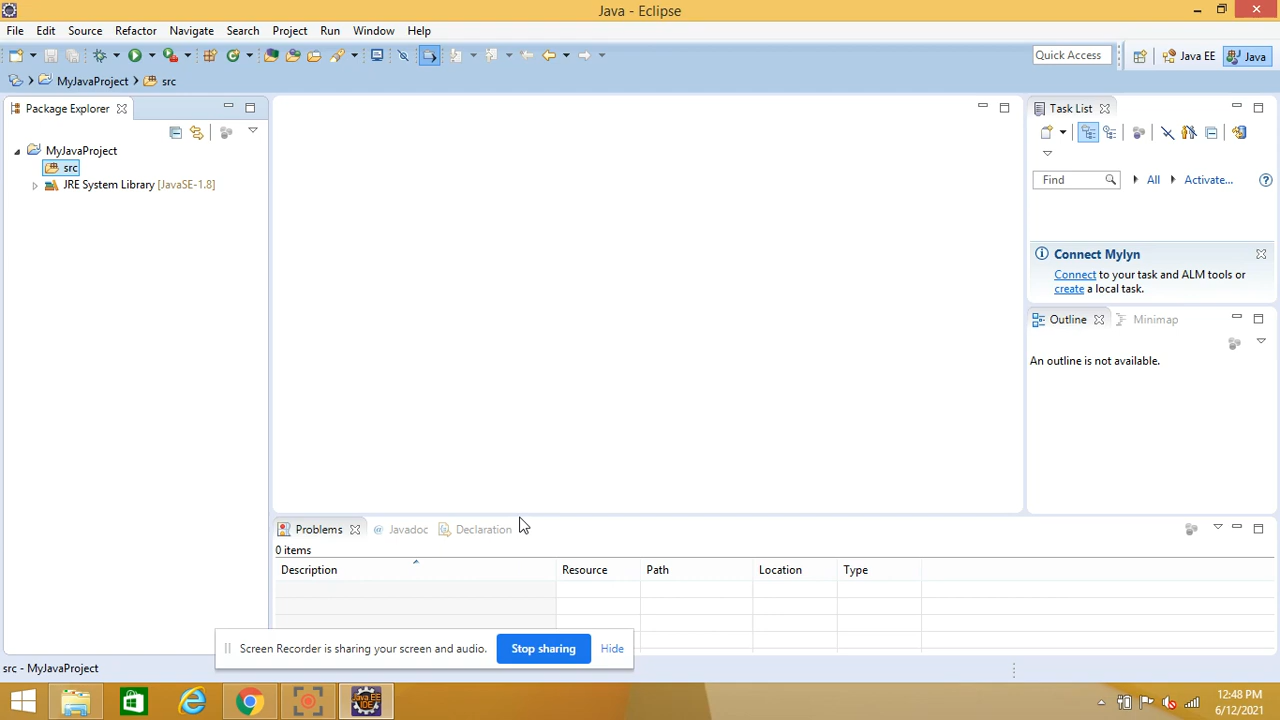 Java - Eclipse
File Edit Source Refactor Navigate Search Project Run Window Help
Quick Access
Java EE
Java
MyJavaProject src
Package Explorer
MyJavaProject
src
JRE System Library [JavaSE-1.8]
Task List
Find
All
Activate...
Connect Mylyn
Connect to your task and ALM tools or
create a local task.
Outline
Minimap
An outline is not available.
Problems
@ Javadoc
Declaration
0 items
Description Resource Path Location Type
Screen Recorder is sharing your screen and audio.
Stop sharing
Hide
src - MyJavaProject
Java EE
IDE
12:48 PM
6/12/2021